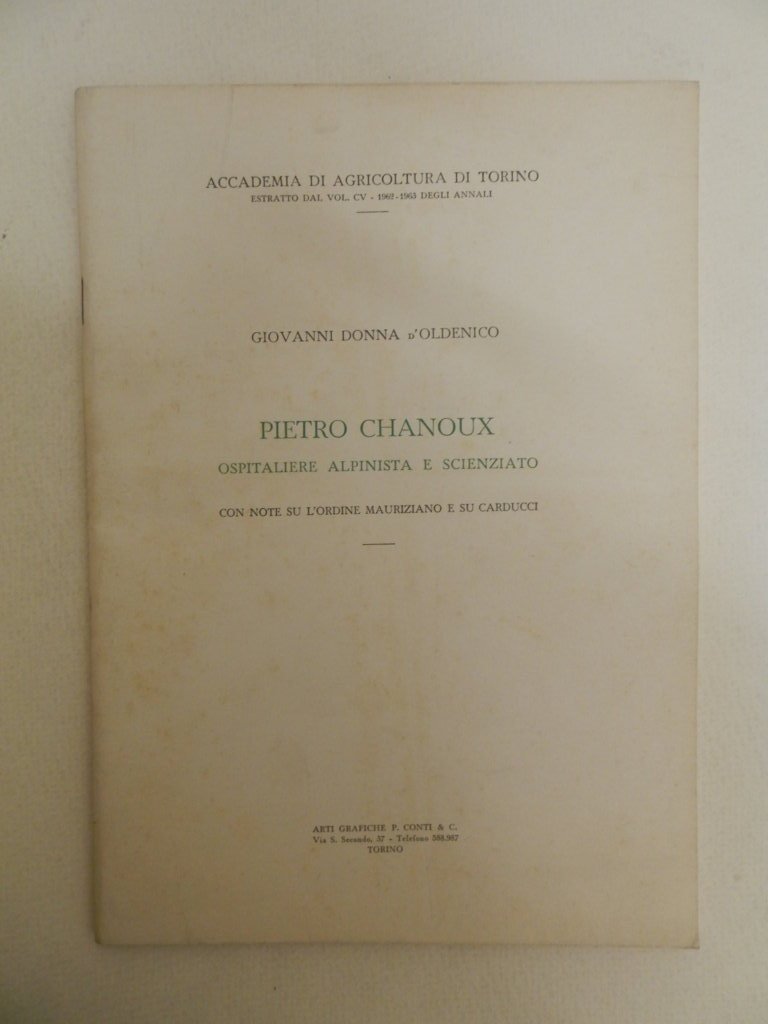 ACCADEMIA DI AGRICOLTURA DI TORINO
ESTRATTO DAL VOL. CV - 1962-1963 DEGLI ANNALI
GIOVANNI DONNA D'OLDENICO
PIETRO CHANOUX
OSPITALIERE ALPINISTA E SCIENZIATO
CON NOTE SU L'ORDINE MAURIZIANO E SU CARDUCCI
ARTI GRAFICHE P. CONTI & C.
Via S. Secondo, 37 - Telefono 588.987
TORINO